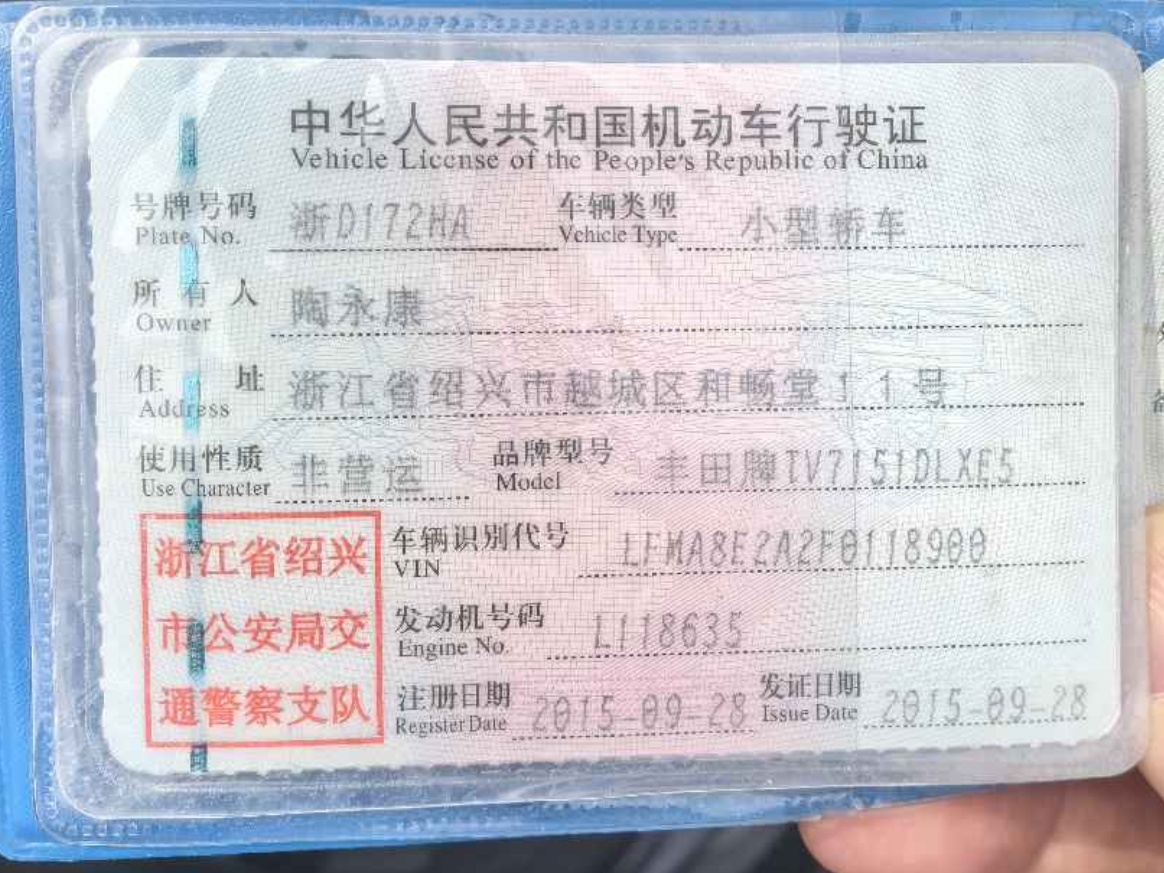 中华人民共和国机动车行驶证
Vehicle License of the People's Republic of China
号牌号码 浙D172HA 车辆类型 小型轿车
Plate No. Vehicle Type
所有人 陶永康
Owner
住址 浙江省绍兴市越城区和畅堂11号
Address
使用性质 非营运 品牌型号 丰田牌TV7151DLXE5
Use Character Model
浙江省绍兴
市公安局交
通警察支队
车辆识别代号 LFMA8E2A2F0118900
VIN
发动机号码 L118635
Engine No.
注册日期 2015-09-28 发证日期 2015-09-28
Register Date Issue Date